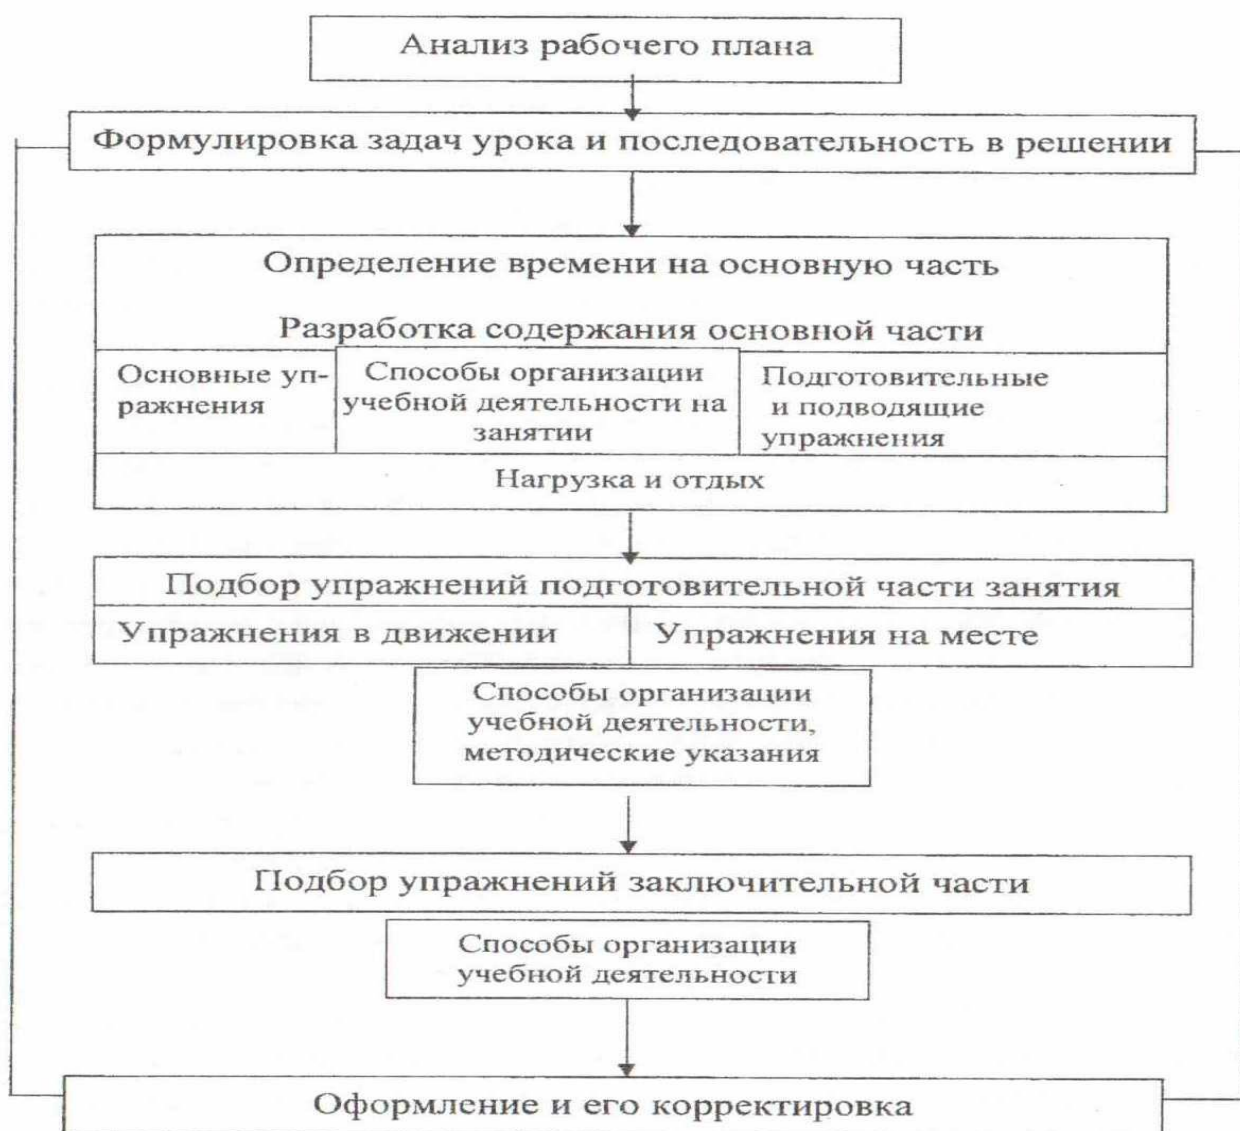 Анализ рабочего плана
Формулировка задач урока и последовательность в решении
Определение времени на основную часть
Разработка содержания основной части
Основные уп-
ражнения
Способы организации
учебной деятельности на
занятии
Подготовительные
и подводящие
упражнения
Нагрузка и отдых
Подбор упражнений подготовительной части занятия
Упражнения в движении
Упражнения на месте
Способы организации
учебной деятельности,
методические указания
Подбор упражнений заключительной части
Способы организации
учебной деятельности
Оформление и его корректировка